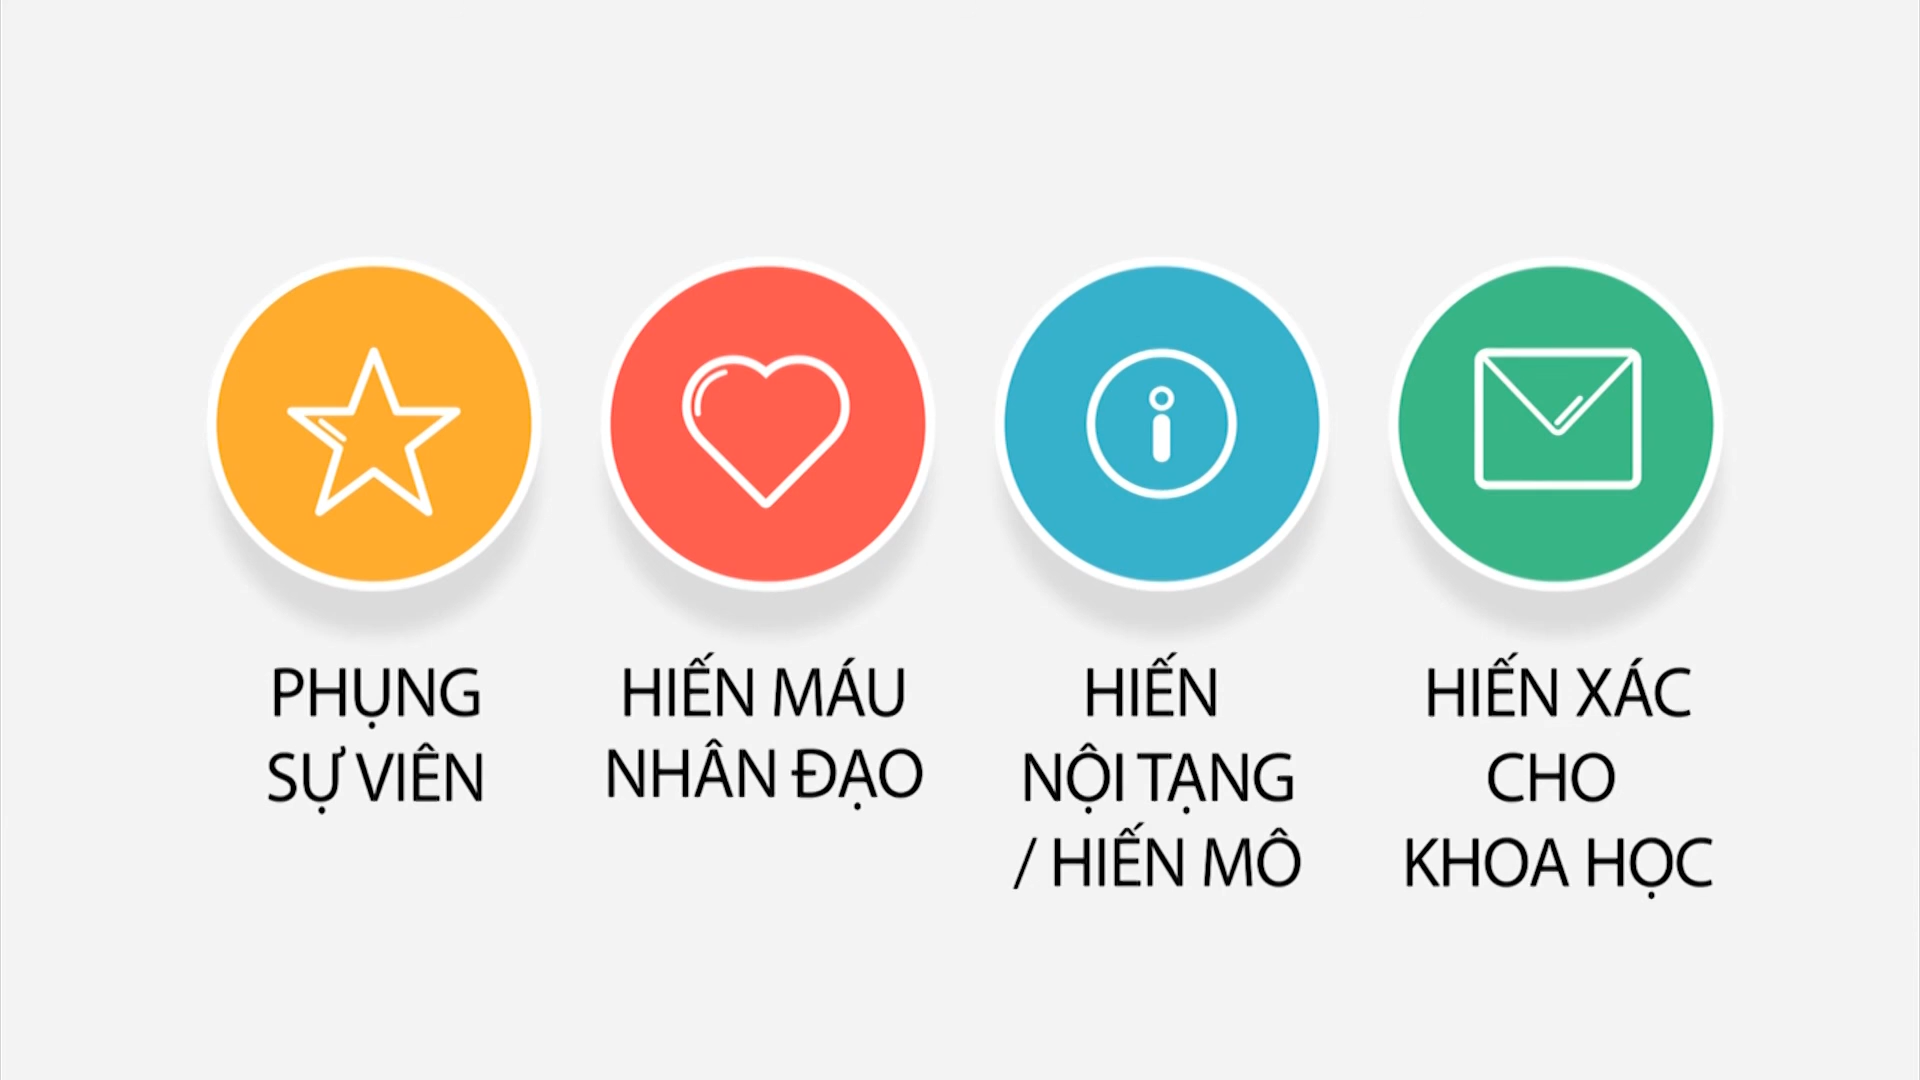 PHỤNG
SỰ VIÊN
HIẾN MÁU
NHÂN ĐẠO
HIẾN
NỘI TẠNG
/ HIẾN MÔ
HIẾN XÁC
CHO
KHOA HỌC